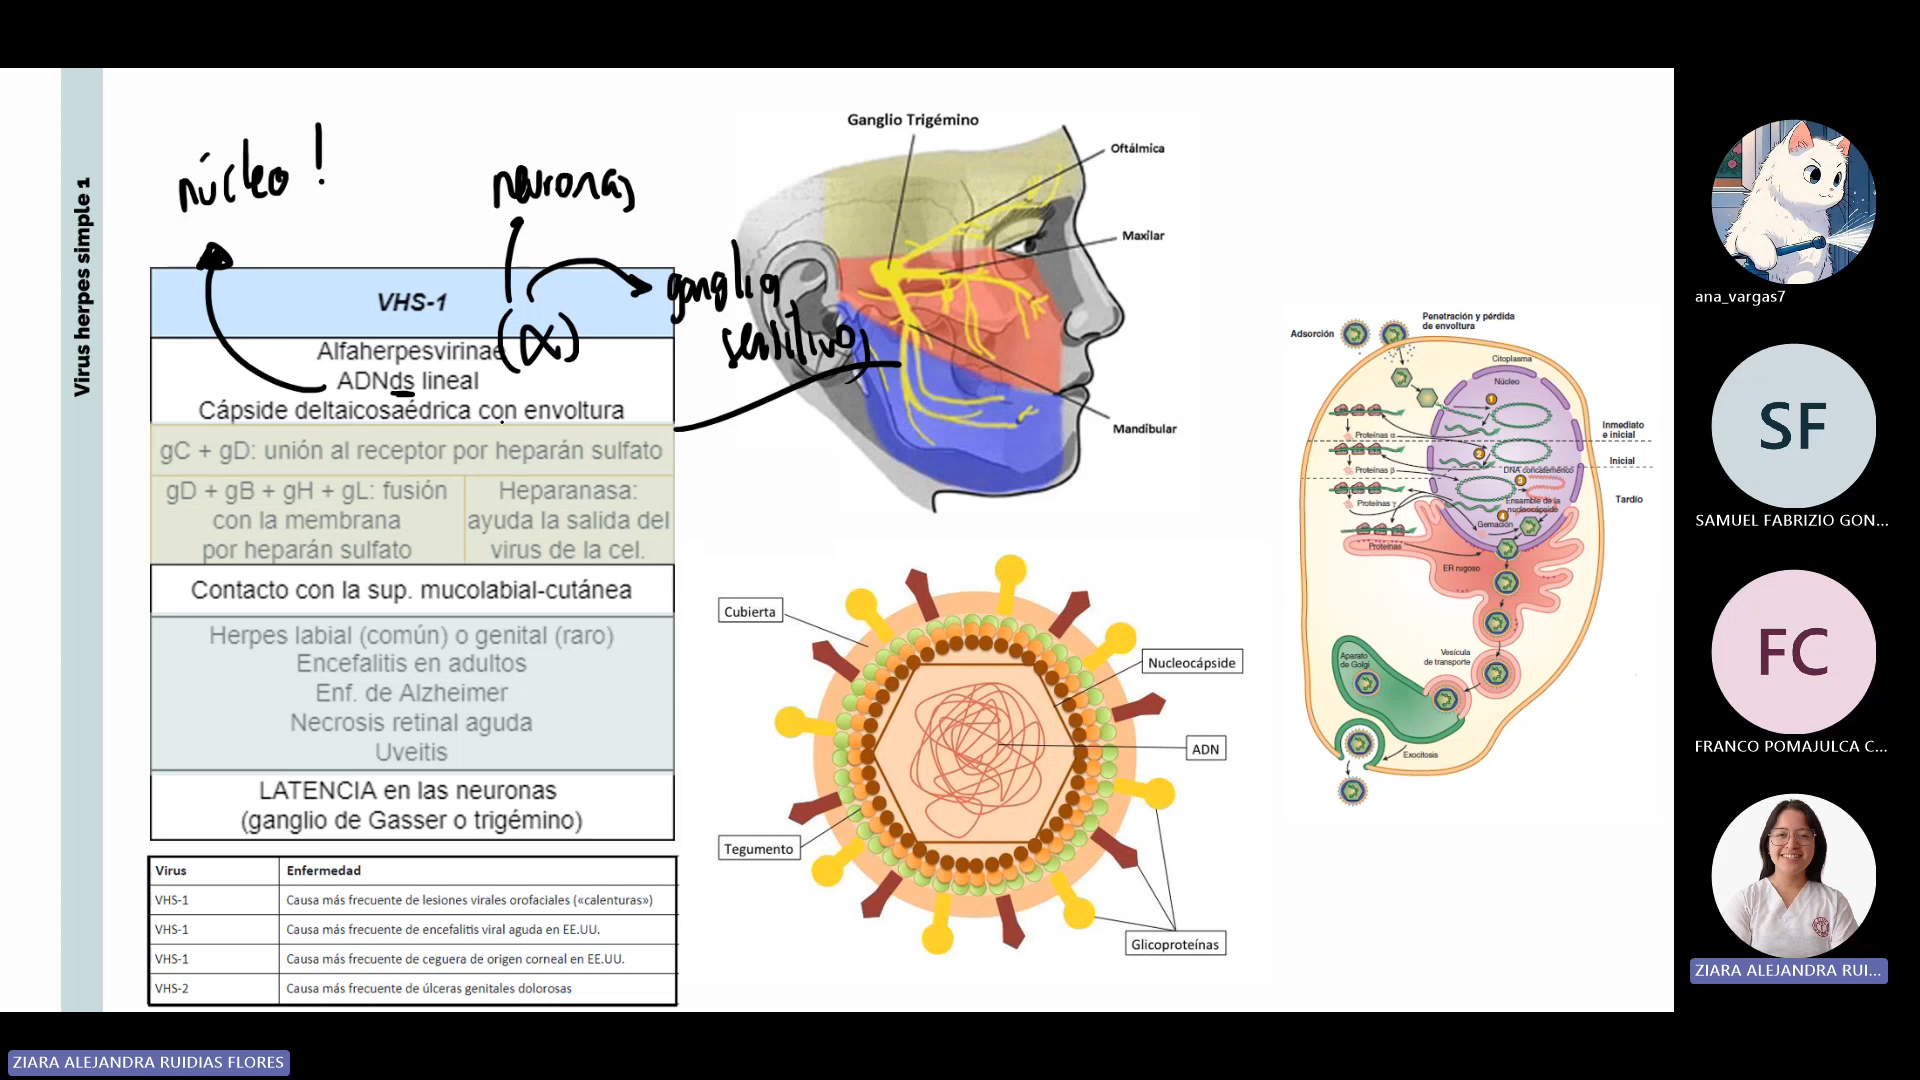 Virus herpes simple 1
núcleo !
neuronas
(α)
ganglios
sensitivos
VHS-1
Alfaherpesvirinae
ADNds lineal
Cápside deltaicosaédrica con envoltura
gC + gD: unión al receptor por heparán sulfato
gD + gB + gH + gL: fusión
con la membrana
por heparán sulfato
Heparanasa:
ayuda la salida del
virus de la cel.
Contacto con la sup. mucolabial-cutánea
Herpes labial (común) o genital (raro)
Encefalitis en adultos
Enf. de Alzheimer
Necrosis retinal aguda
Uveitis
LATENCIA en las neuronas
(ganglio de Gasser o trigémino)
Virus Enfermedad
VHS-1 Causa más frecuente de lesiones virales orofaciales («calenturas»)
VHS-1 Causa más frecuente de encefalitis viral aguda en EE.UU.
VHS-1 Causa más frecuente de ceguera de origen corneal en EE.UU.
VHS-2 Causa más frecuente de úlceras genitales dolorosas
Ganglio Trigémino
Oftálmica
Maxilar
Mandibular
Cubierta
Nucleocápside
ADN
Tegumento
Glicoproteínas
Adsorción
Penetración y pérdida
de envoltura
Citoplasma
Núcleo
1
Proteínas α
Inmediato
e inicial
2
Inicial
Proteínas β
DNA concatemérico
3
Tardío
Proteínas γ
Ensamble de la
nucleocápside
4
Gemación
Proteínas
ER rugoso
Vesícula
de transporte
Aparato
de Golgi
Exocitosis
ana_vargas7
SF
SAMUEL FABRIZIO GON...
FC
FRANCO POMAJULCA C...
ZIARA ALEJANDRA RUI...
ZIARA ALEJANDRA RUIDIAS FLORES